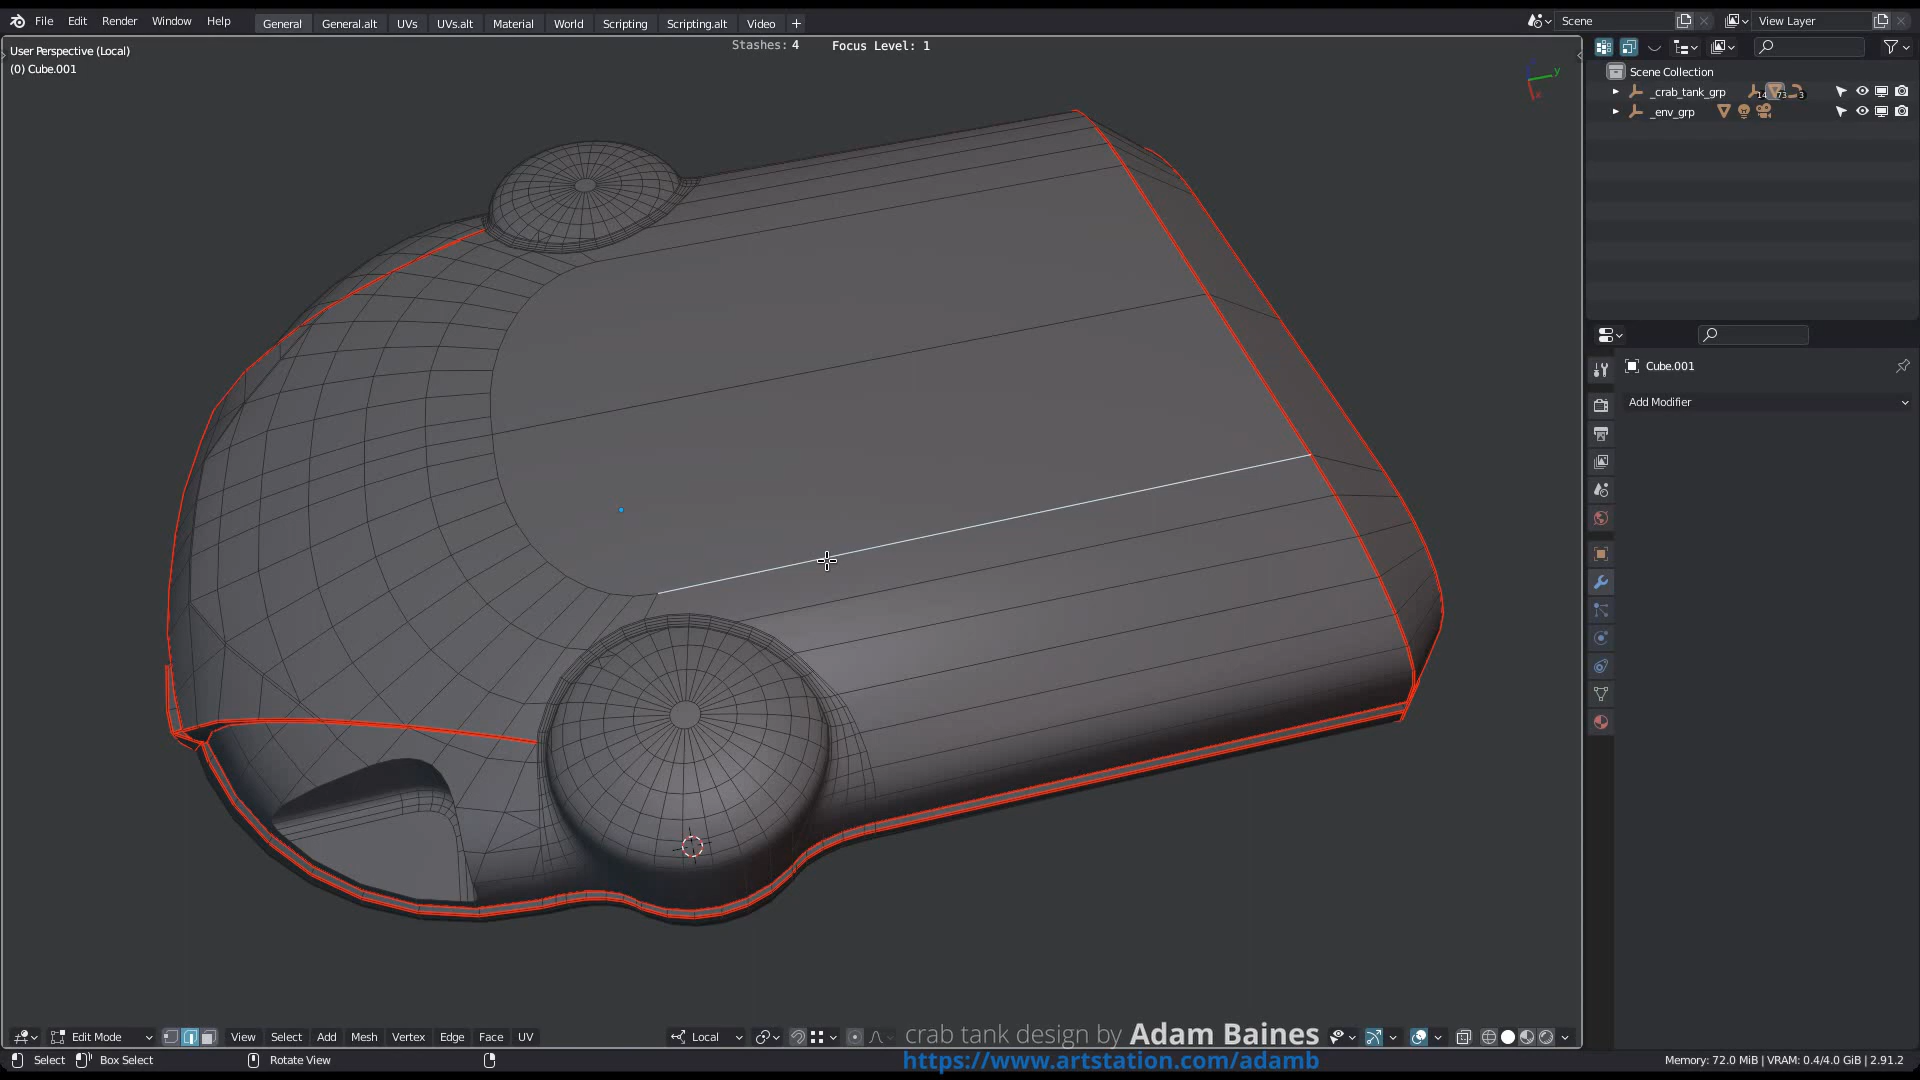 File Edit Render Window Help General General.alt UVs UVs.alt Material World Scripting Scripting.alt Video + Scene View Layer
User Perspective (Local)
(0) Cube.001
Stashes: 4 Focus Level: 1
y
x
Scene Collection
_crab_tank_grp 14 73 3
_env_grp
Cube.001
Add Modifier
Edit Mode View Select Add Mesh Vertex Edge Face UV Local
crab tank design by Adam Baines
https://www.artstation.com/adamb
Select Box Select Rotate View
Memory: 72.0 MiB | VRAM: 0.4/4.0 GiB | 2.91.2